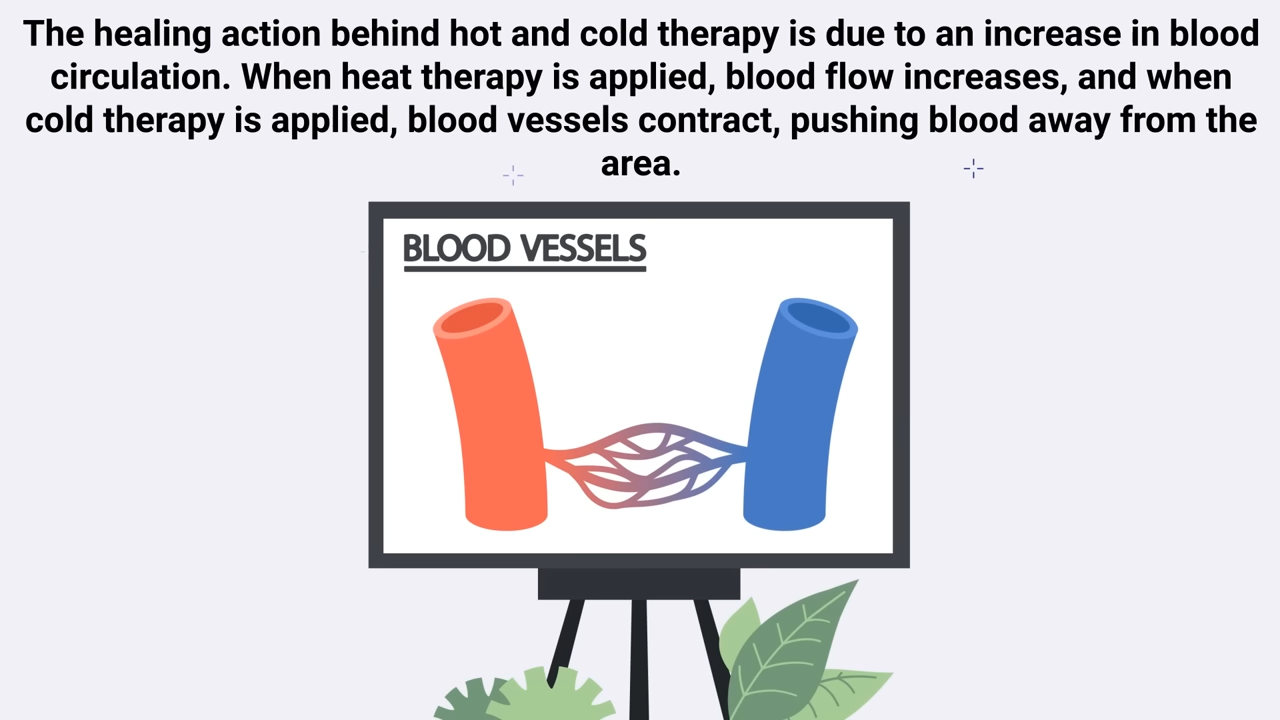 The healing action behind hot and cold therapy is due to an increase in blood
circulation. When heat therapy is applied, blood flow increases, and when
cold therapy is applied, blood vessels contract, pushing blood away from the
area.
BLOOD VESSELS